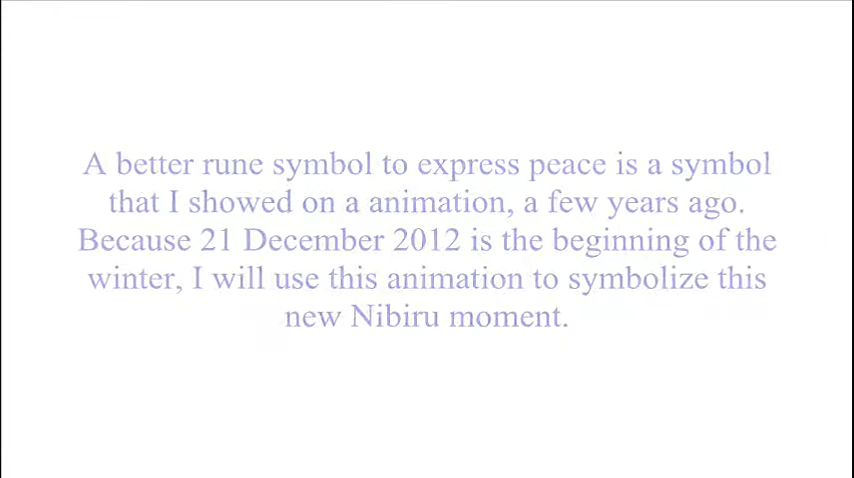 A better rune symbol to express peace is a symbol
that I showed on a animation, a few years ago.
Because 21 December 2012 is the beginning of the
winter, I will use this animation to symbolize this
new Nibiru moment.